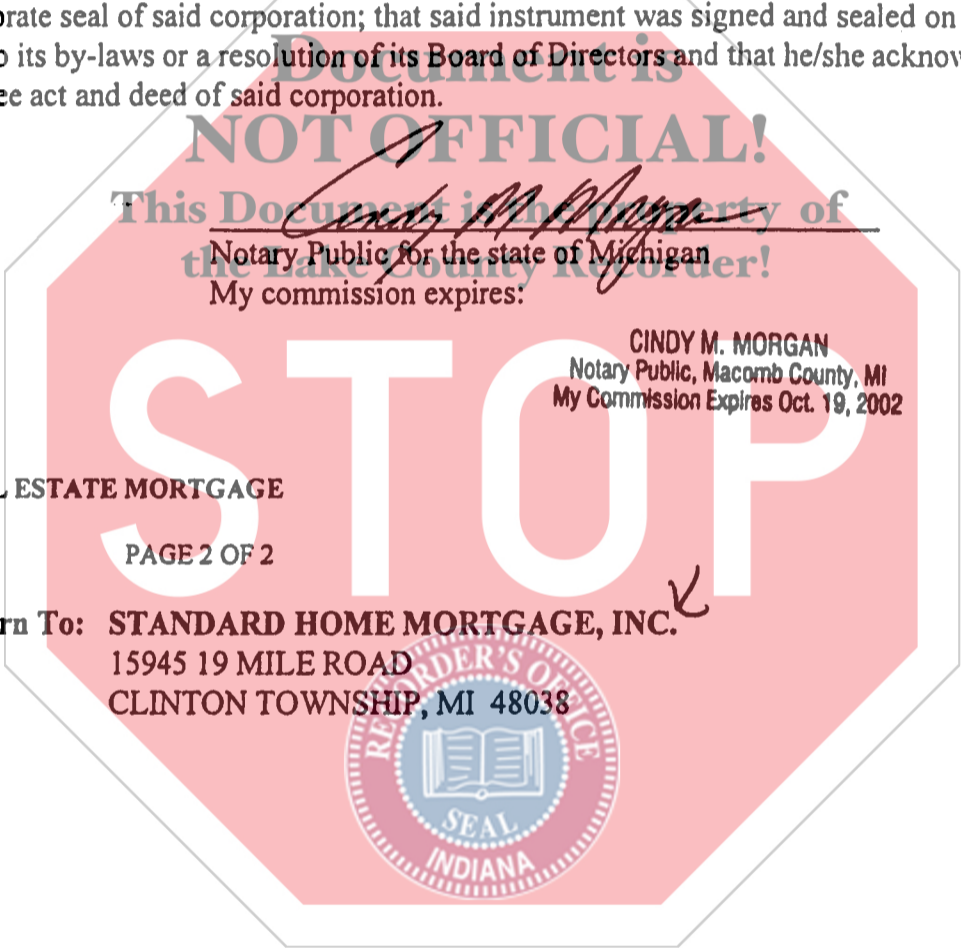 rate seal of said corporation; that said instrument was signed and sealed on
its by-laws or a resolution of its Board of Directors and that he/she acknow
ee act and deed of said corporation.
Document is
NOT OFFICIAL!
This Document is the property of
the Lake County Recorder!
Cindy M Morgan
Notary Public for the state of Michigan
My commission expires:
CINDY M. MORGAN
Notary Public, Macomb County, MI
My Commission Expires Oct. 19, 2002
STOP
ESTATE MORTGAGE
PAGE 2 OF 2
rn To: STANDARD HOME MORTGAGE, INC.
15945 19 MILE ROAD
CLINTON TOWNSHIP, MI 48038
RECORDER'S OFFICE
SEAL
INDIANA